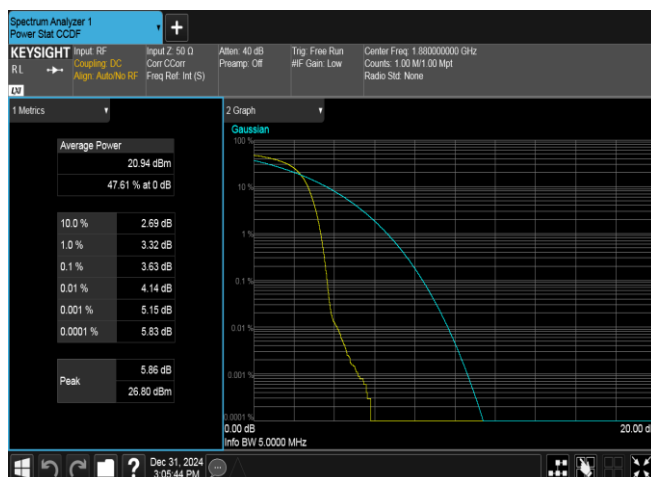 Spectrum Analyzer 1
Power Stat CCDF
+
KEYSIGHT
RL
LXI
Input: RF
Coupling: DC
Align: Auto/No RF
Input Z: 50 Ω
Corr CCorr
Freq Ref: Int (S)
Atten: 40 dB
Preamp: Off
Trig: Free Run
#IF Gain: Low
Center Freq: 1.880000000 GHz
Counts: 1.00 M/1.00 Mpt
Radio Std: None
1 Metrics
Average Power
20.94 dBm
47.61 % at 0 dB
10.0 % 2.69 dB
1.0 % 3.32 dB
0.1 % 3.63 dB
0.01 % 4.14 dB
0.001 % 5.15 dB
0.0001 % 5.83 dB
Peak
5.86 dB
26.80 dBm
2 Graph
Gaussian
100 %
10 %
1 %
0.1 %
0.01 %
0.001 %
0.0001 %
0.00 dB
20.00 d
Info BW 5.0000 MHz
?
Dec 31, 2024
3:05:44 PM